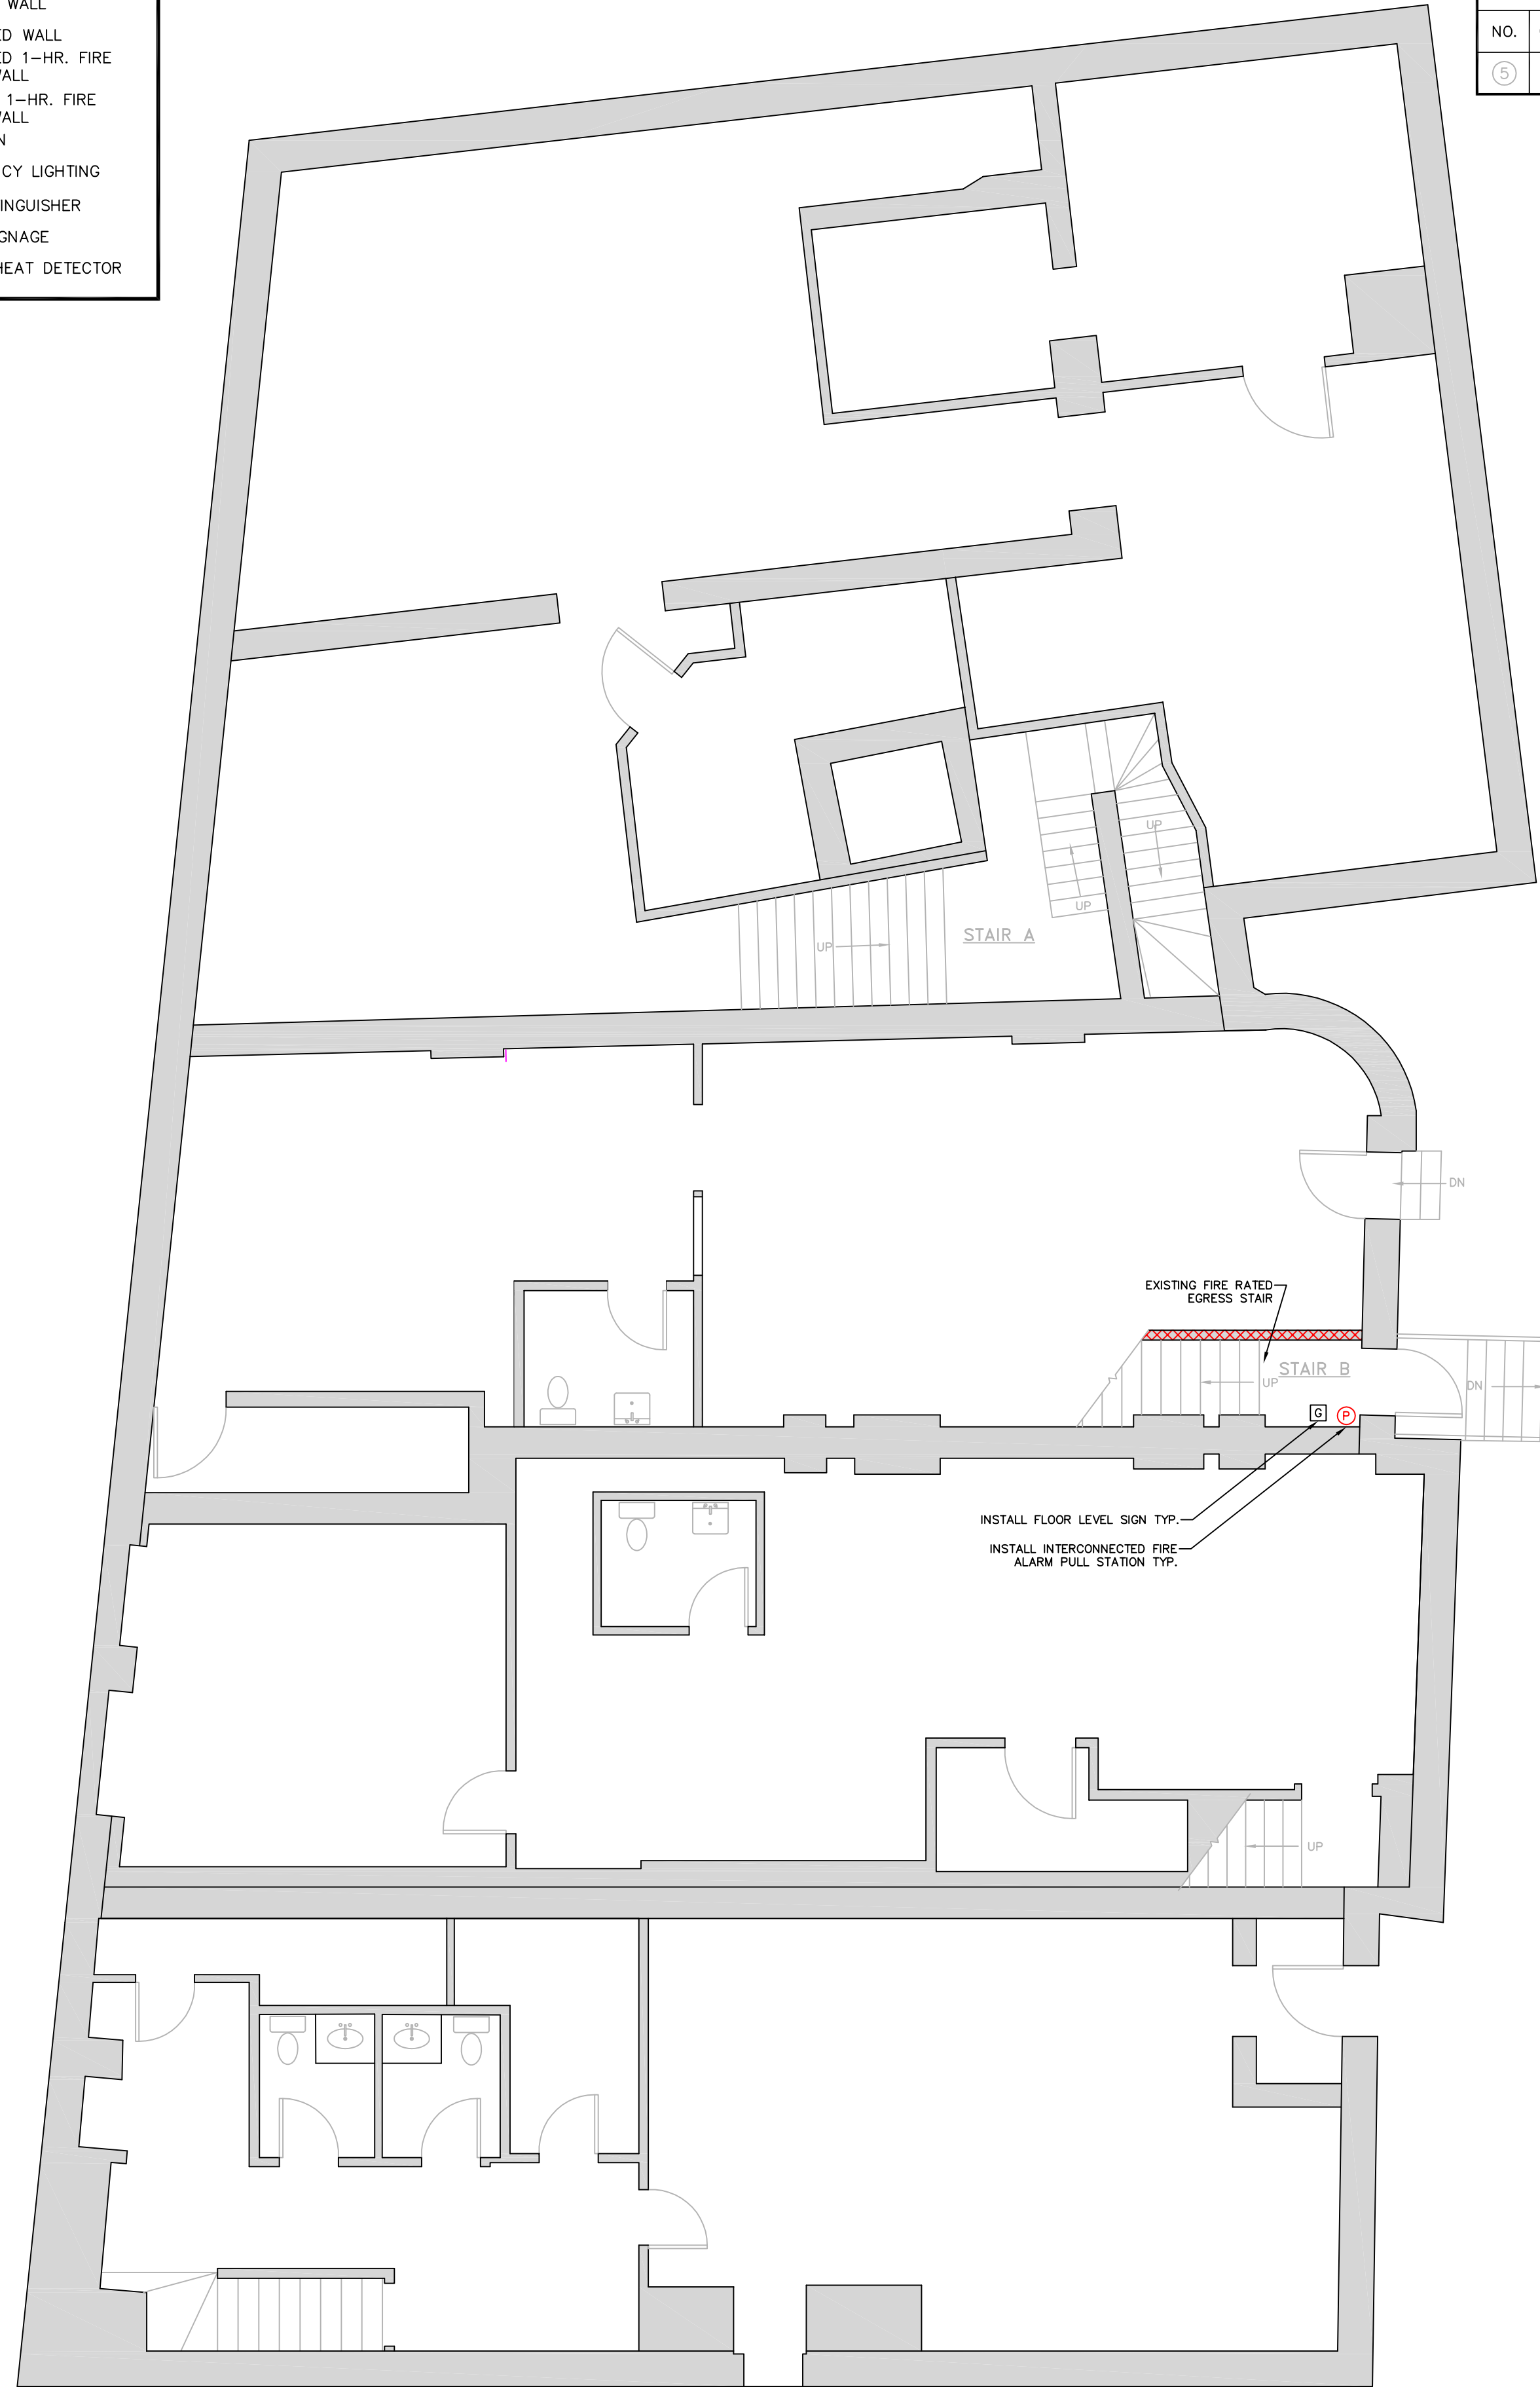 WALL
ED WALL
ED 1-HR. FIRE
WALL
1-HR. FIRE
WALL
N
CY LIGHTING
INGUISHER
GNAGE
HEAT DETECTOR
NO.
5
UP
UP
UP
STAIR A
DN
EXISTING FIRE RATED
EGRESS STAIR
STAIR B
UP
DN
G
P
INSTALL FLOOR LEVEL SIGN TYP.
INSTALL INTERCONNECTED FIRE
ALARM PULL STATION TYP.
UP